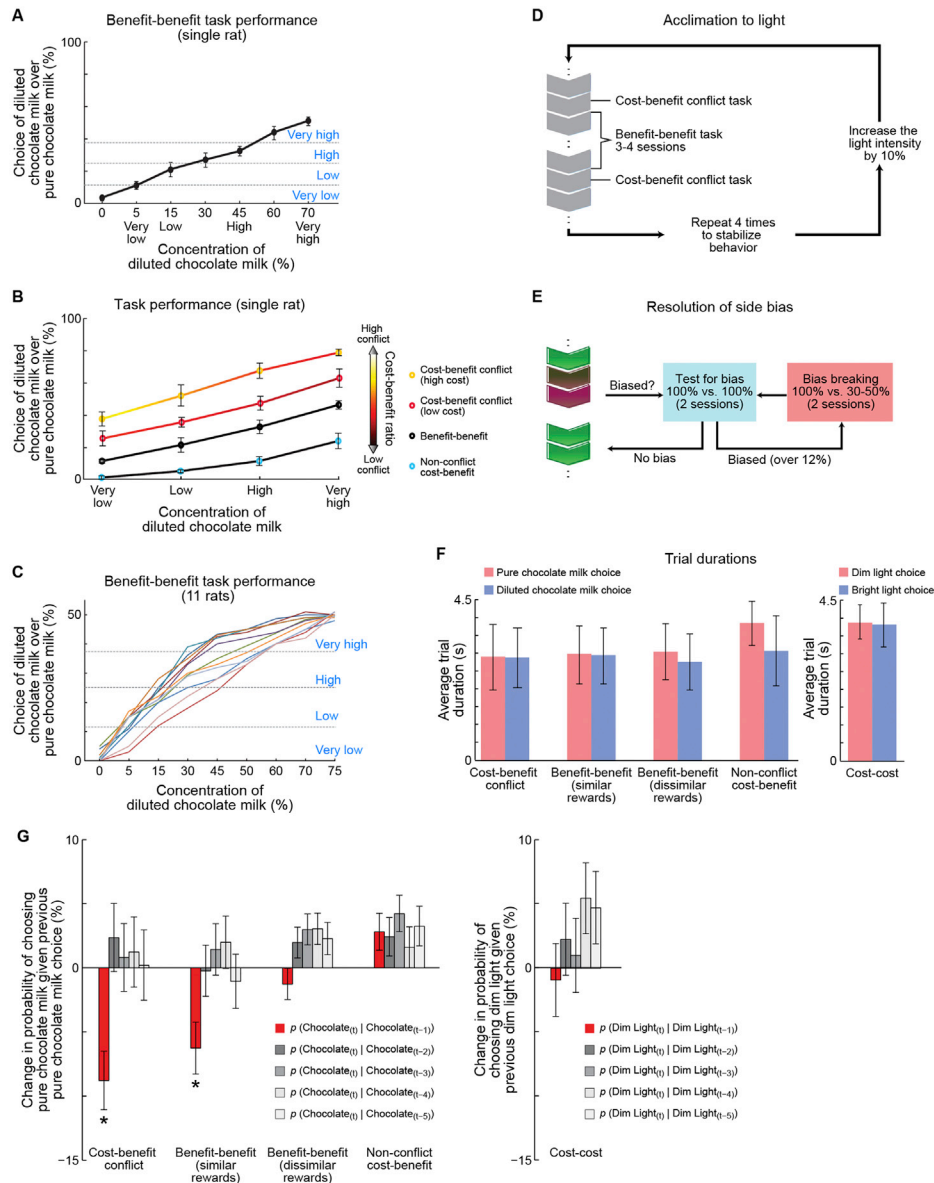 A
Benefit-benefit task performance
(single rat)
Choice of diluted
chocolate milk over
pure chocolate milk (%)
100
0
Very high
High
Low
Very low
0
5
15
30
45
60
70
Very
low
Low
High
Very
high
Concentration of
diluted chocolate milk (%)
B
Task performance (single rat)
Choice of diluted
chocolate milk over
pure chocolate milk (%)
100
0
Very
low
Low
High
Very
high
Concentration of
diluted chocolate milk
High
conflict
Cost-benefit ratio
Low
conflict
Cost-benefit conflict
(high cost)
Cost-benefit conflict
(low cost)
Benefit-benefit
Non-conflict
cost-benefit
C
Benefit-benefit task performance
(11 rats)
Choice of diluted
chocolate milk over
pure chocolate milk (%)
50
0
Very high
High
Low
Very low
0
5
15
30
45
50
60
70
75
Concentration of
diluted chocolate milk (%)
D
Acclimation to light
Cost-benefit conflict task
Benefit-benefit task
3-4 sessions
Cost-benefit conflict task
Increase the
light intensity
by 10%
Repeat 4 times
to stabilize
behavior
E
Resolution of side bias
Biased?
Test for bias
100% vs. 100%
(2 sessions)
Bias breaking
100% vs. 30-50%
(2 sessions)
No bias
Biased (over 12%)
F
Trial durations
Pure chocolate milk choice
Diluted chocolate milk choice
Average trial
duration (s)
4.5
0
Cost-benefit
conflict
Benefit-benefit
(similar
rewards)
Benefit-benefit
(dissimilar
rewards)
Non-conflict
cost-benefit
Dim light choice
Bright light choice
Average trial
duration (s)
4.5
0
Cost-cost
G
Change in probability of choosing
pure chocolate milk given previous
pure chocolate milk choice (%)
10
0
−15
*
*
p (Chocolate(t) | Chocolate(t−1))
p (Chocolate(t) | Chocolate(t−2))
p (Chocolate(t) | Chocolate(t−3))
p (Chocolate(t) | Chocolate(t−4))
p (Chocolate(t) | Chocolate(t−5))
Cost-benefit
conflict
Benefit-benefit
(similar
rewards)
Benefit-benefit
(dissimilar
rewards)
Non-conflict
cost-benefit
Change in probability of
choosing dim light given
previous dim light choice (%)
10
0
−15
p (Dim Light(t) | Dim Light(t−1))
p (Dim Light(t) | Dim Light(t−2))
p (Dim Light(t) | Dim Light(t−3))
p (Dim Light(t) | Dim Light(t−4))
p (Dim Light(t) | Dim Light(t−5))
Cost-cost